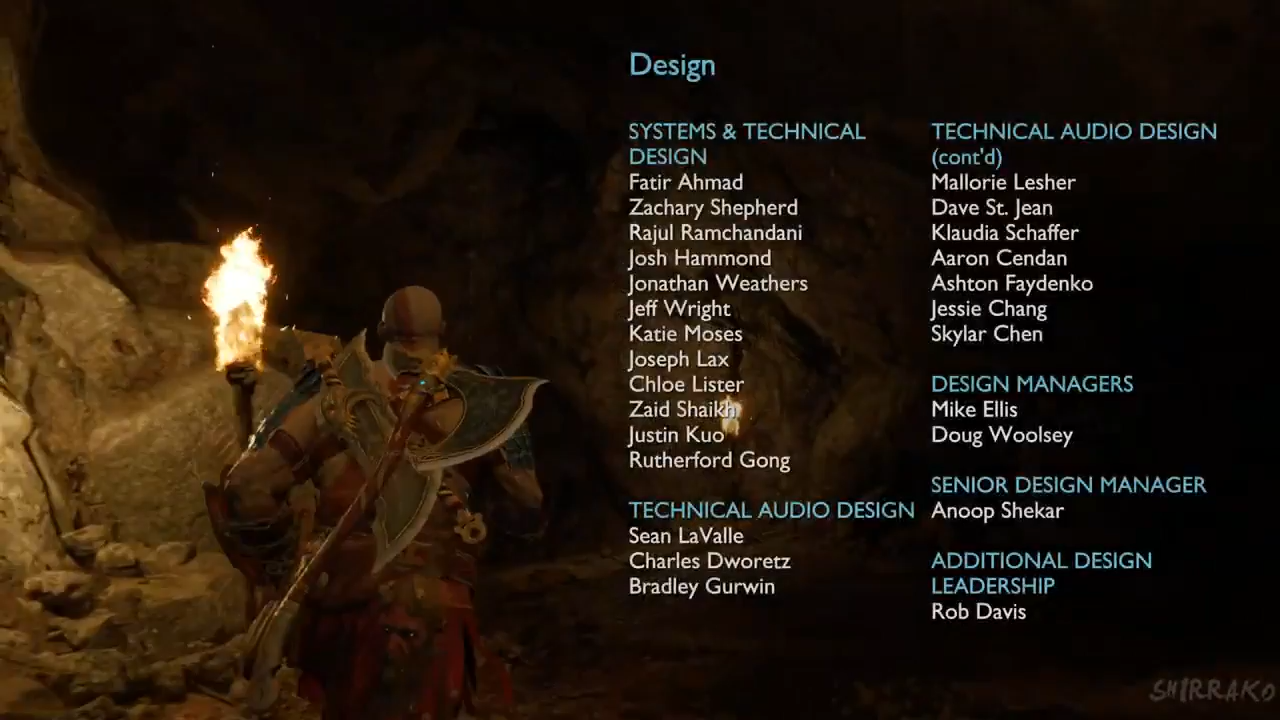 Design
SYSTEMS & TECHNICAL
DESIGN
Fatir Ahmad
Zachary Shepherd
Rajul Ramchandani
Josh Hammond
Jonathan Weathers
Jeff Wright
Katie Moses
Joseph Lax
Chloe Lister
Zaid Shaikh
Justin Kuo
Rutherford Gong
TECHNICAL AUDIO DESIGN
Sean LaValle
Charles Dworetz
Bradley Gurwin
TECHNICAL AUDIO DESIGN
(cont'd)
Mallorie Lesher
Dave St. Jean
Klaudia Schaffer
Aaron Cendan
Ashton Faydenko
Jessie Chang
Skylar Chen
DESIGN MANAGERS
Mike Ellis
Doug Woolsey
SENIOR DESIGN MANAGER
Anoop Shekar
ADDITIONAL DESIGN
LEADERSHIP
Rob Davis
SHIRRAKO